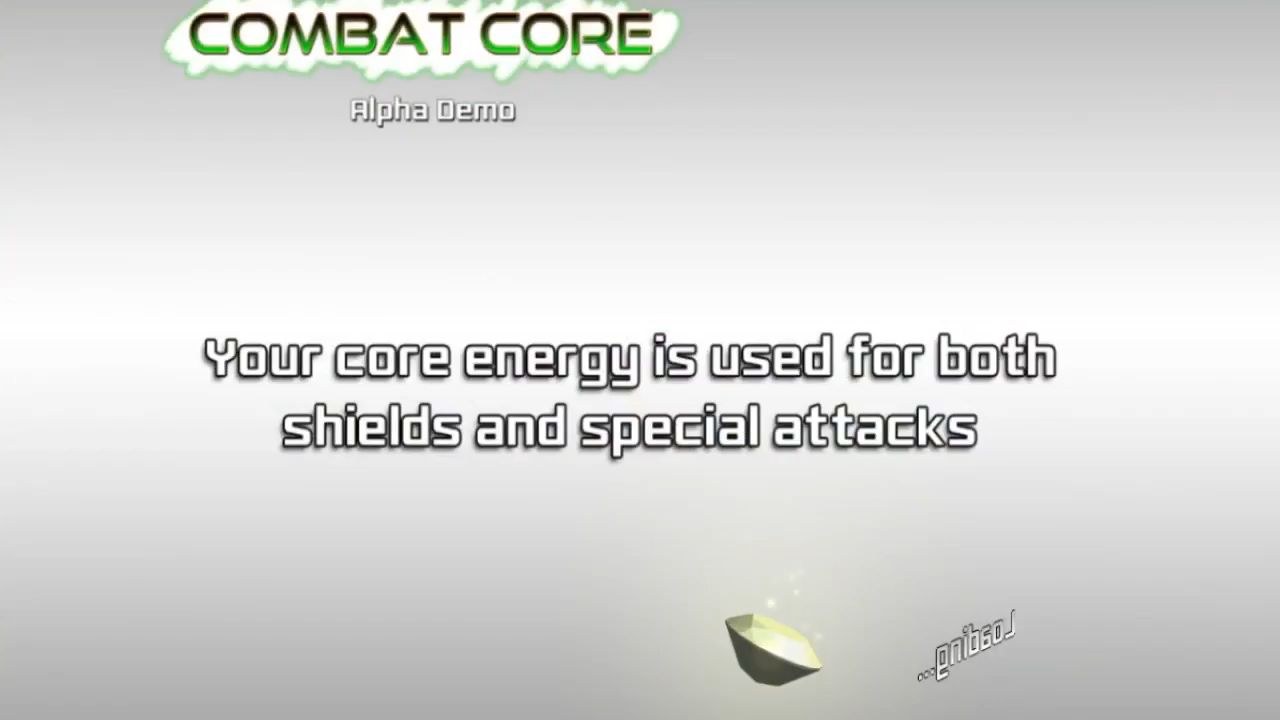 COMBAT CORE
Alpha Demo
Your core energy is used for both
shields and special attacks
Loading...